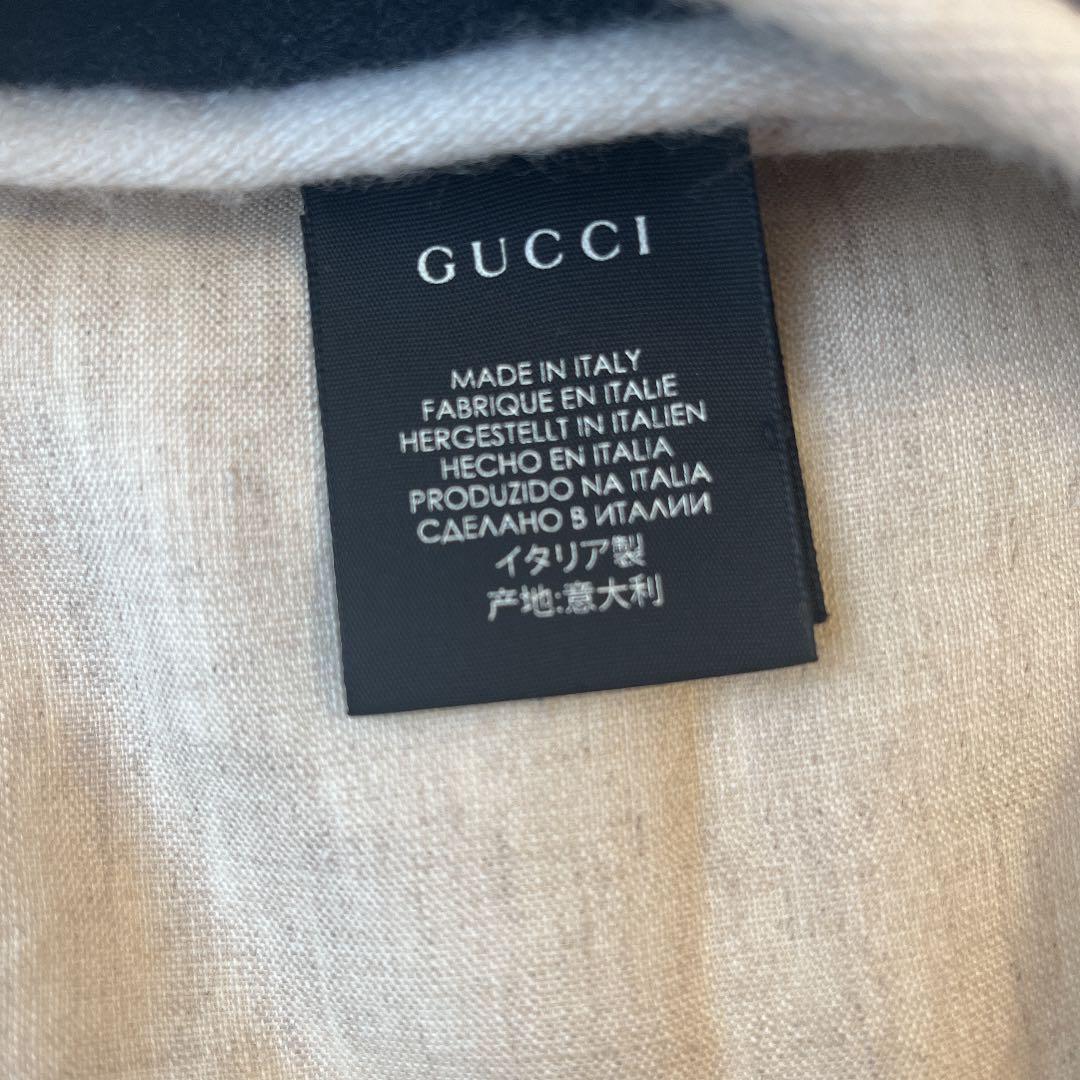 GUCCI
MADE IN ITALY
FABRIQUE EN ITALIE
HERGESTELLT IN ITALIEN
HECHO EN ITALIA
PRODUZIDO NA ITALIA
СДЕЛАНО В ИТАЛИИ
イタリア製
产地:意大利